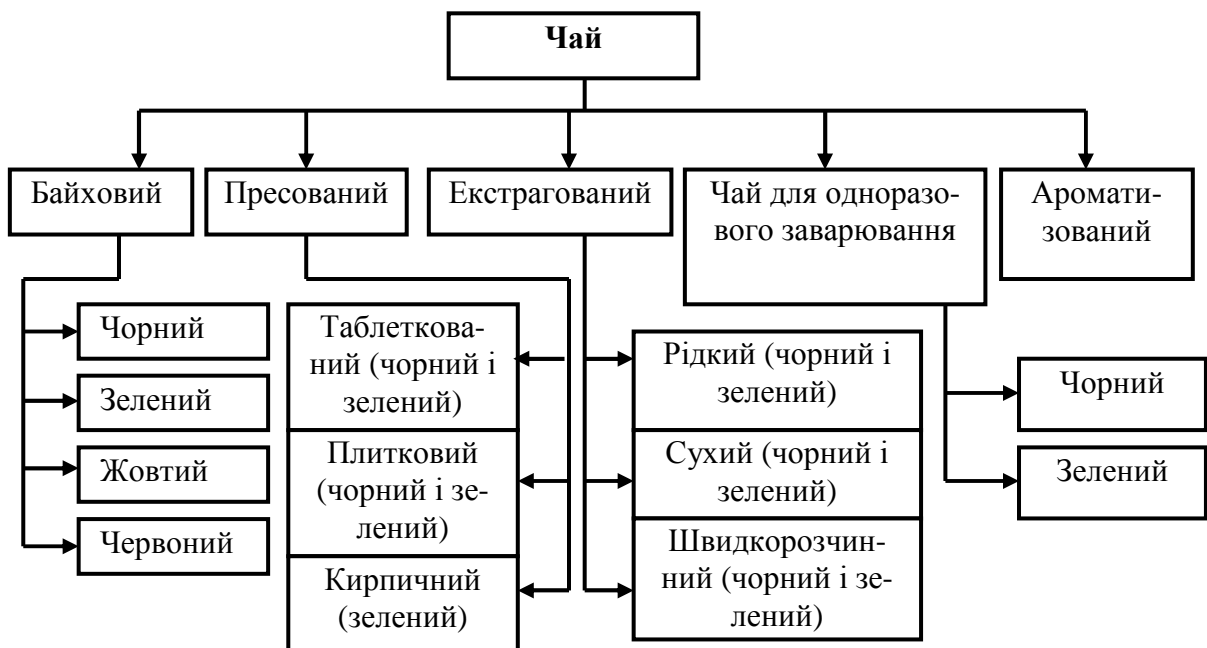 Чай
Байховий
Пресований
Екстрагований
Чай для одноразо-
вого заварювання
Аромати-
зований
Чорний
Зелений
Жовтий
Червоний
Таблеткова-
ний (чорний і
зелений)
Плитковий
(чорний і зе-
лений)
Кирпичний
(зелений)
Рідкий (чорний і
зелений)
Сухий (чорний і
зелений)
Швидкорозчин-
ний (чорний і зе-
лений)
Чорний
Зелений